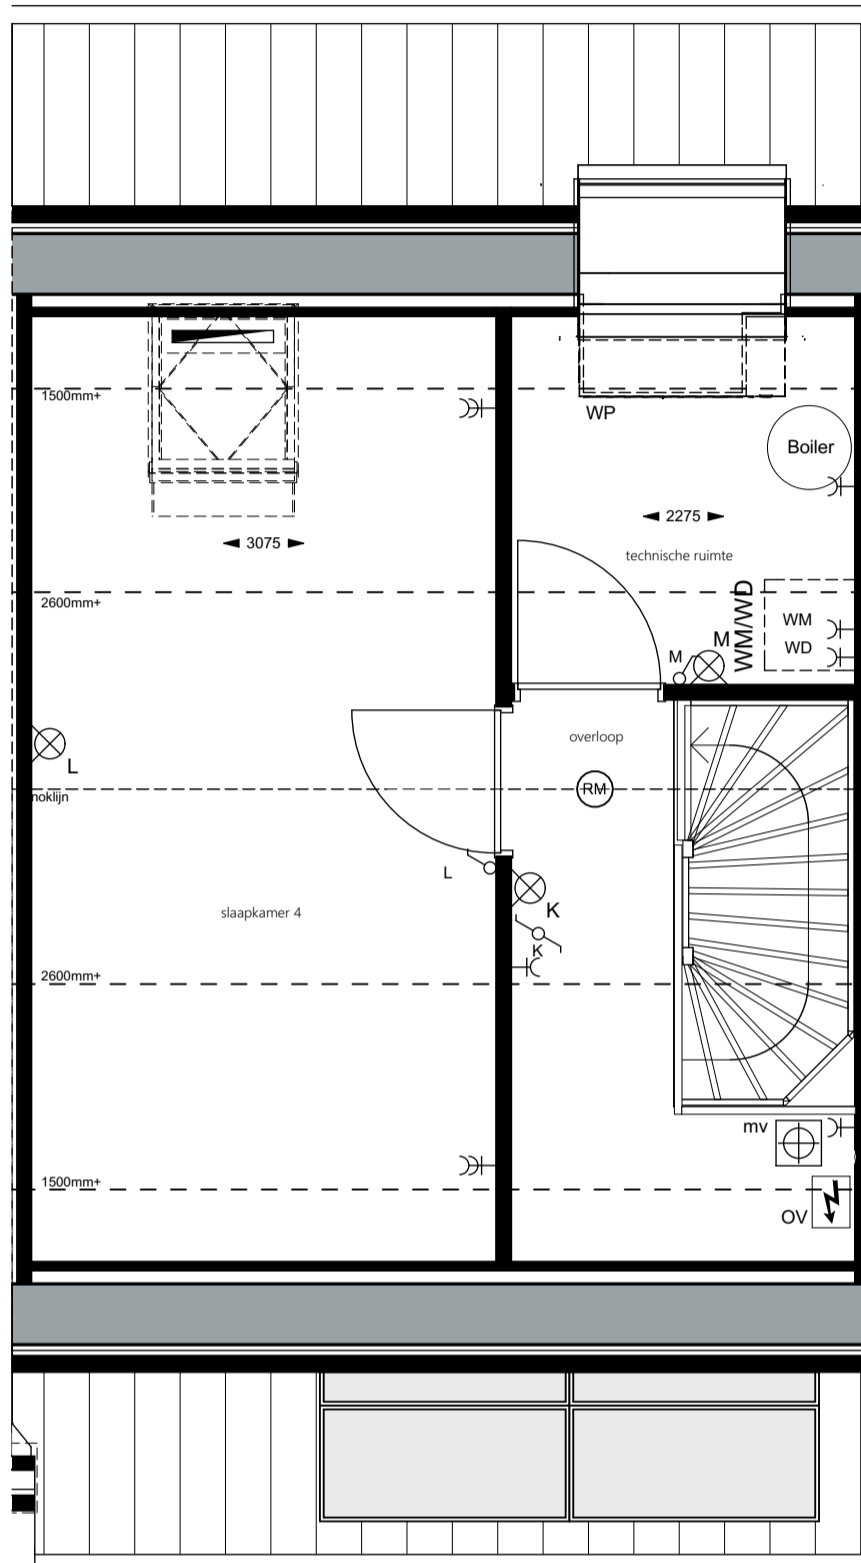 1500mm+
WP
Boiler
2275
3075
technische ruimte
2600mm+
WM/WD
WM
WD
M
M
overloop
L
noklijn
RM
L
K
slaapkamer 4
K
2600mm+
mv
1500mm+
OV